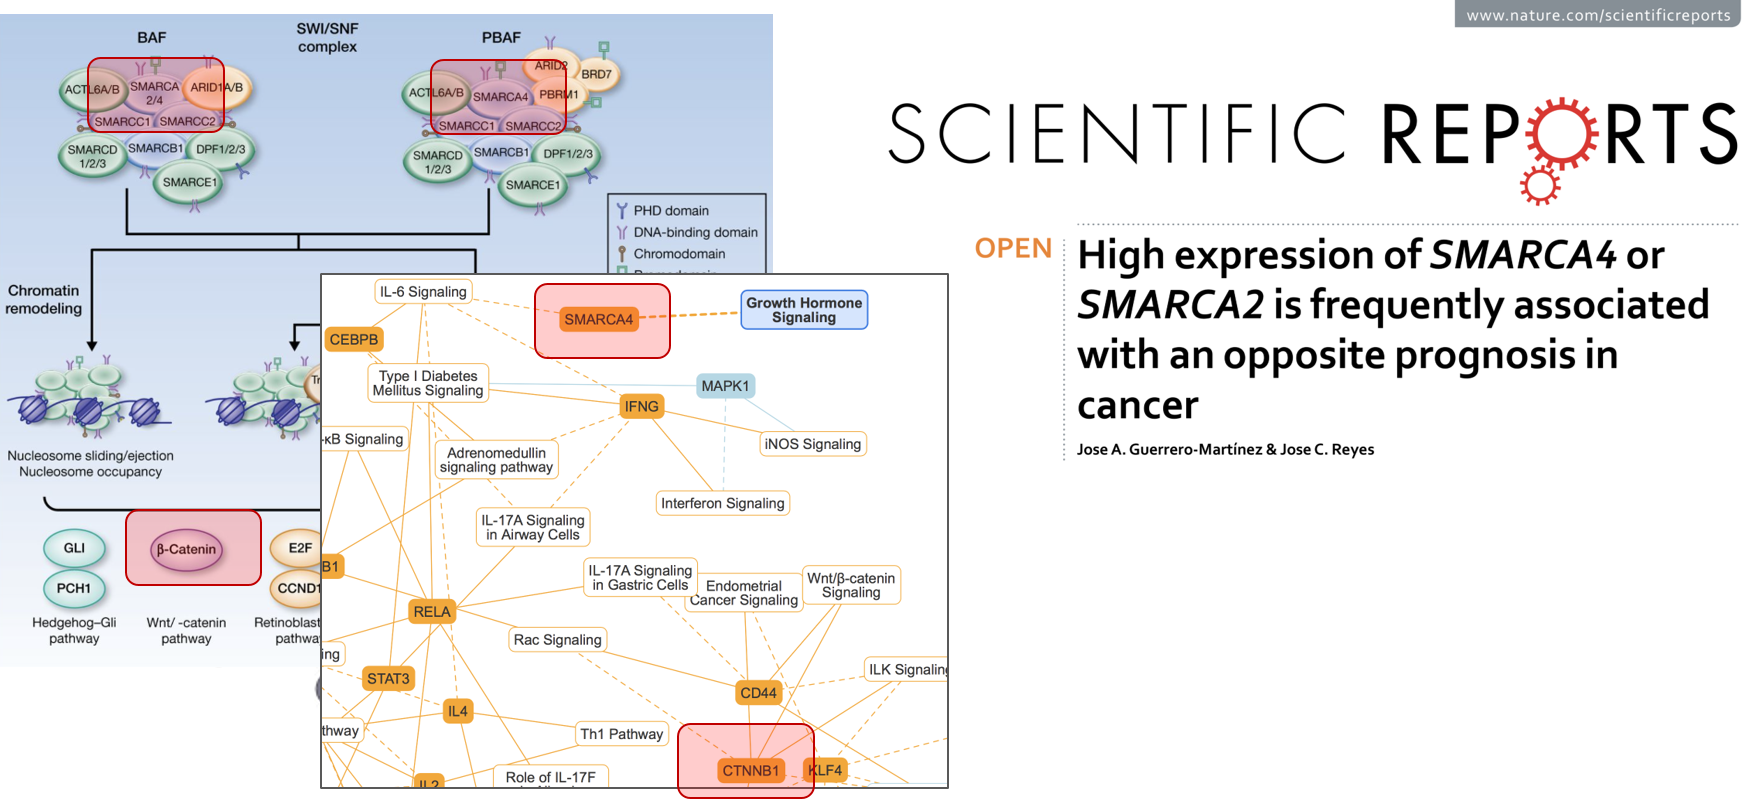 www.nature.com/scientificreports
SWI/SNF
complex
BAF
PBAF
ACTL6A/B
SMARCA
2/4
ARID1A/B
SMARCC1
SMARCC2
SMARCD
1/2/3
SMARCB1
DPF1/2/3
SMARCE1
ARID2
BRD7
ACTL6A/B
SMARCA4
PBRM1
SMARCC1
SMARCC2
SMARCD
1/2/3
SMARCB1
DPF1/2/3
SMARCE1
PHD domain
DNA-binding domain
Chromodomain
Chromatin
remodeling
Nucleosome sliding/ejection
Nucleosome occupancy
GLI
PCH1
Hedgehog–Gli
pathway
β-Catenin
Wnt/ -catenin
pathway
E2F
CCND1
Retinoblast
pathwa
IL-6 Signaling
SMARCA4
Growth Hormone
Signaling
CEBPB
Type I Diabetes
Mellitus Signaling
MAPK1
IFNG
-κB Signaling
Adrenomedullin
signaling pathway
iNOS Signaling
Interferon Signaling
IL-17A Signaling
in Airway Cells
B1
IL-17A Signaling
in Gastric Cells
Endometrial
Cancer Signaling
Wnt/β-catenin
Signaling
RELA
Rac Signaling
ing
STAT3
ILK Signaling
CD44
IL4
thway
Th1 Pathway
CTNNB1
KLF4
IL2
Role of IL-17F
SCIENTIFIC REPORTS
OPEN
High expression of SMARCA4 or
SMARCA2 is frequently associated
with an opposite prognosis in
cancer
Jose A. Guerrero-Martínez & Jose C. Reyes